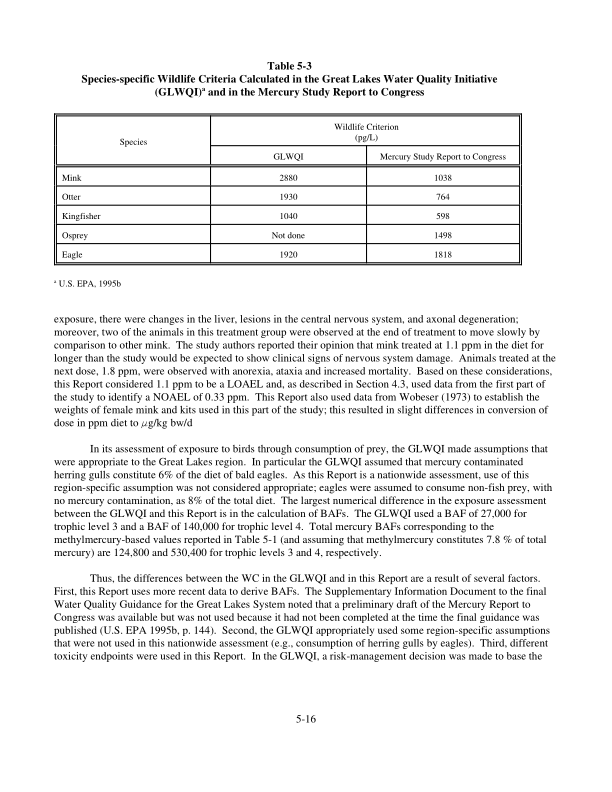 Table 5-3
Species-specific Wildlife Criteria Calculated in the Great Lakes Water Quality Initiative
(GLWQI)ᵃ and in the Mercury Study Report to Congress
Species
Wildlife Criterion
(pg/L)
GLWQI Mercury Study Report to Congress
Mink 2880 1038
Otter 1930 764
Kingfisher 1040 598
Osprey Not done 1498
Eagle 1920 1818
ᵃ U.S. EPA, 1995b
exposure, there were changes in the liver, lesions in the central nervous system, and axonal degeneration;
moreover, two of the animals in this treatment group were observed at the end of treatment to move slowly by
comparison to other mink. The study authors reported their opinion that mink treated at 1.1 ppm in the diet for
longer than the study would be expected to show clinical signs of nervous system damage. Animals treated at the
next dose, 1.8 ppm, were observed with anorexia, ataxia and increased mortality. Based on these considerations,
this Report considered 1.1 ppm to be a LOAEL and, as described in Section 4.3, used data from the first part of
the study to identify a NOAEL of 0.33 ppm. This Report also used data from Wobeser (1973) to establish the
weights of female mink and kits used in this part of the study; this resulted in slight differences in conversion of
dose in ppm diet to μg/kg bw/d
In its assessment of exposure to birds through consumption of prey, the GLWQI made assumptions that
were appropriate to the Great Lakes region. In particular the GLWQI assumed that mercury contaminated
herring gulls constitute 6% of the diet of bald eagles. As this Report is a nationwide assessment, use of this
region-specific assumption was not considered appropriate; eagles were assumed to consume non-fish prey, with
no mercury contamination, as 8% of the total diet. The largest numerical difference in the exposure assessment
between the GLWQI and this Report is in the calculation of BAFs. The GLWQI used a BAF of 27,000 for
trophic level 3 and a BAF of 140,000 for trophic level 4. Total mercury BAFs corresponding to the
methylmercury-based values reported in Table 5-1 (and assuming that methylmercury constitutes 7.8 % of total
mercury) are 124,800 and 530,400 for trophic levels 3 and 4, respectively.
Thus, the differences between the WC in the GLWQI and in this Report are a result of several factors.
First, this Report uses more recent data to derive BAFs. The Supplementary Information Document to the final
Water Quality Guidance for the Great Lakes System noted that a preliminary draft of the Mercury Report to
Congress was available but was not used because it had not been completed at the time the final guidance was
published (U.S. EPA 1995b, p. 144). Second, the GLWQI appropriately used some region-specific assumptions
that were not used in this nationwide assessment (e.g., consumption of herring gulls by eagles). Third, different
toxicity endpoints were used in this Report. In the GLWQI, a risk-management decision was made to base the
5-16